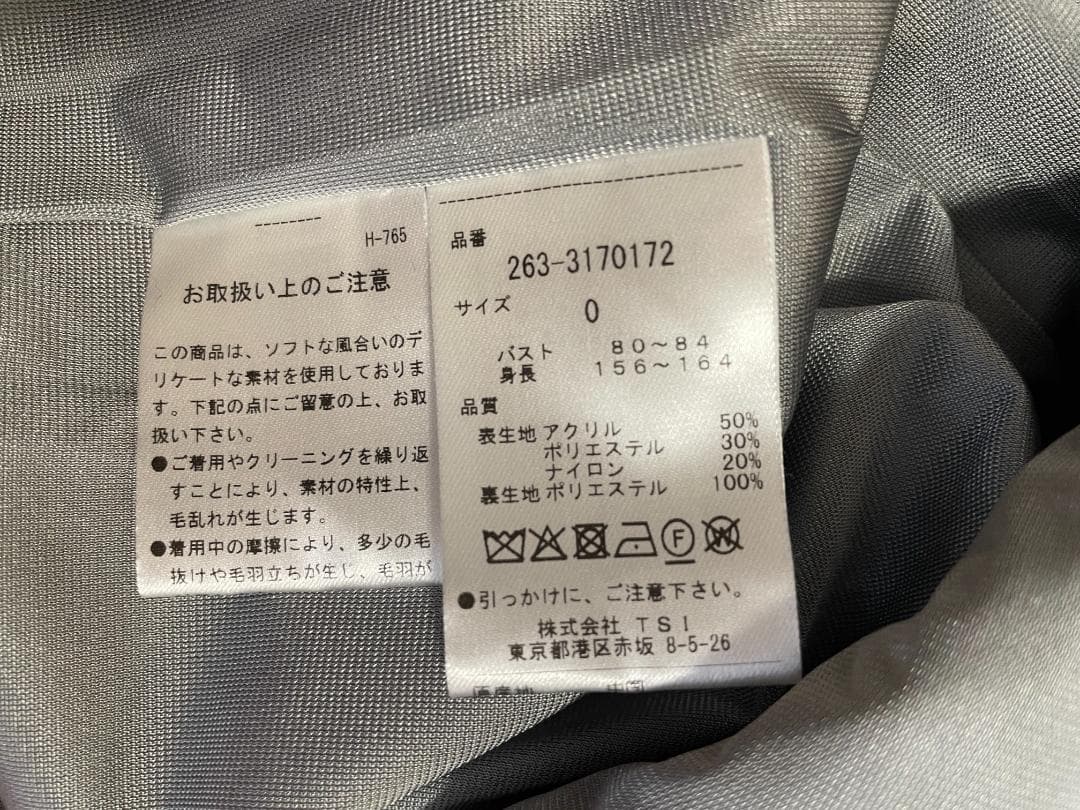 H-765
お取扱い上のご注意
この商品は、ソフトな風合いのデ
リケートな素材を使用しておりま
す。下記の点にご留意の上、お取
扱い下さい。
●ご着用やクリーニングを繰り返
すことにより、素材の特性上、
毛乱れが生じます。
●着用中の摩擦により、多少の毛
抜けや毛羽立ちが生じ、毛羽が
品番
263-3170172
サイズ 0
バスト 80〜84
身長 156〜164
品質
表生地 アクリル 50%
ポリエステル 30%
ナイロン 20%
裏生地 ポリエステル 100%
F W
●引っかけに、ご注意下さい。
株式会社 TSI
東京都港区赤坂 8-5-26
原産地 中国